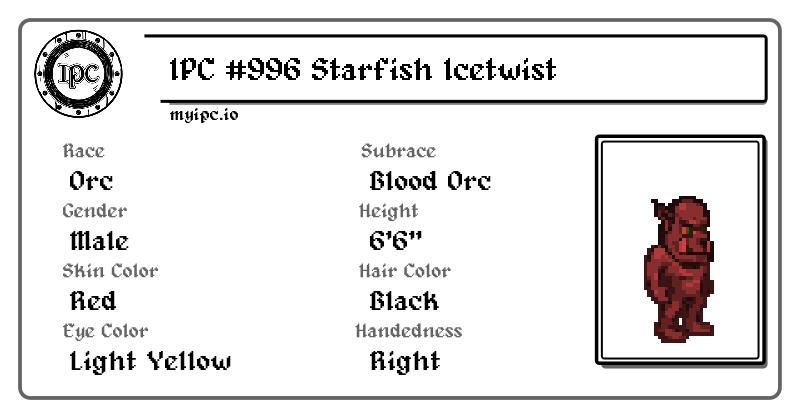 IPC
IPC #996 Starfish Icetwist
myipc.io
Race
Subrace
Orc
Blood Orc
Gender
Height
Male
6'6"
Skin Color
Hair Color
Red
Black
Eye Color
Handedness
Light Yellow
Right